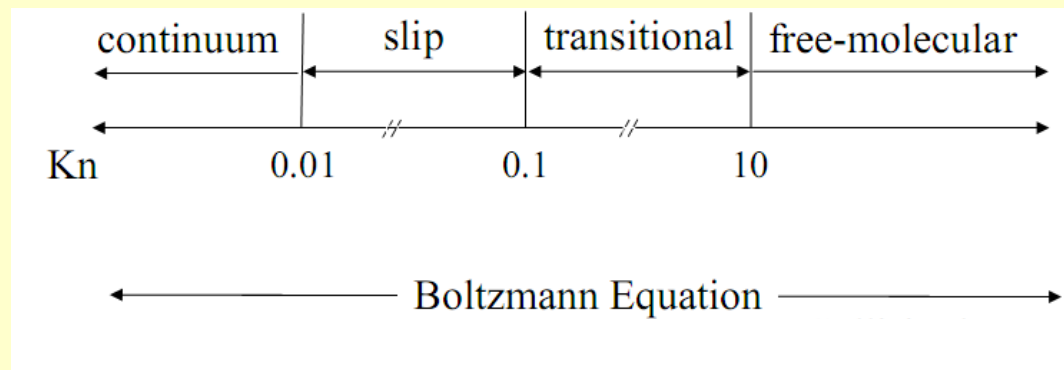 continuum slip transitional free-molecular
Kn 0.01 0.1 10
Boltzmann Equation